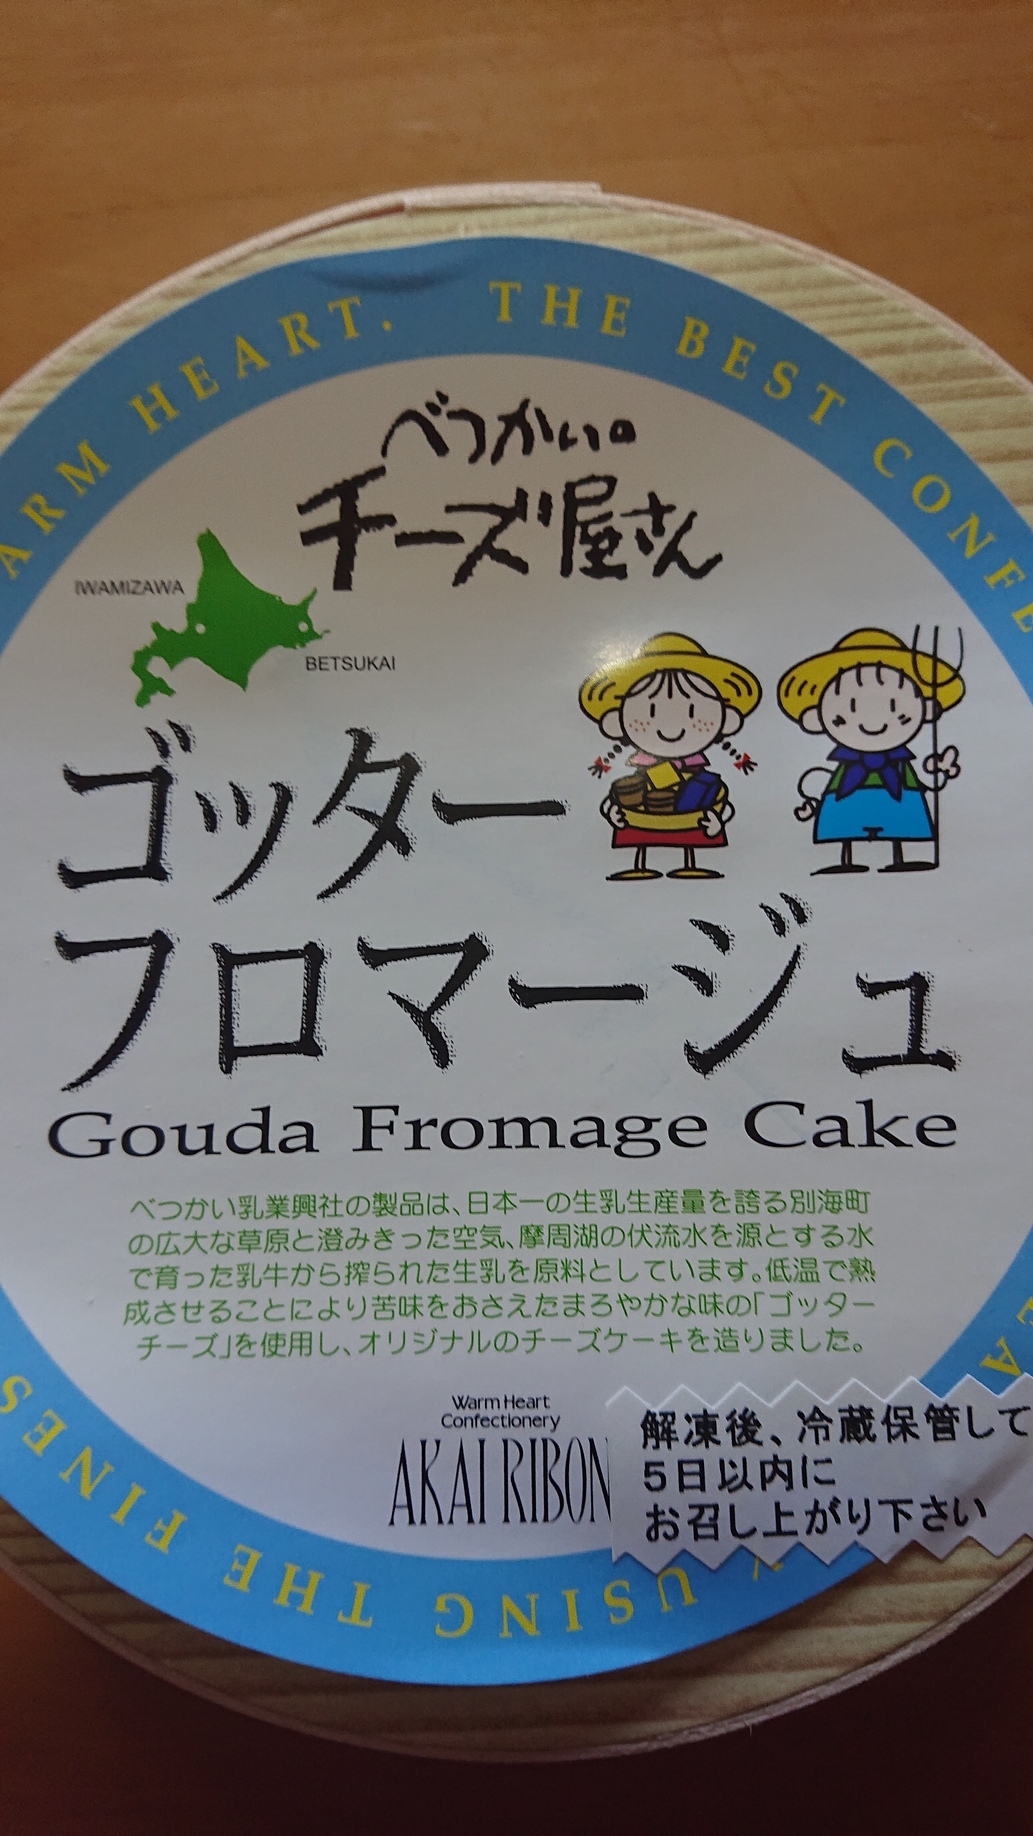 ARM HEART. THE BEST CONFE
べつかいの
チーズ屋さん
IWAMIZAWA
BETSUKAI
ゴッター
フロマージュ
Gouda Fromage Cake
べつかい乳業興社の製品は、日本一の生乳生産量を誇る別海町
の広大な草原と澄みきった空気、摩周湖の伏流水を源とする水
で育った乳牛から搾られた生乳を原料としています。低温で熟
成させることにより苦味をおさえたまろやかな味の「ゴッター
チーズ」を使用し、オリジナルのチーズケーキを造りました。
Warm Heart
Confectionery
AKAI RIBON
解凍後、冷蔵保管して
5日以内に
お召し上がり下さい
USING THE FINES